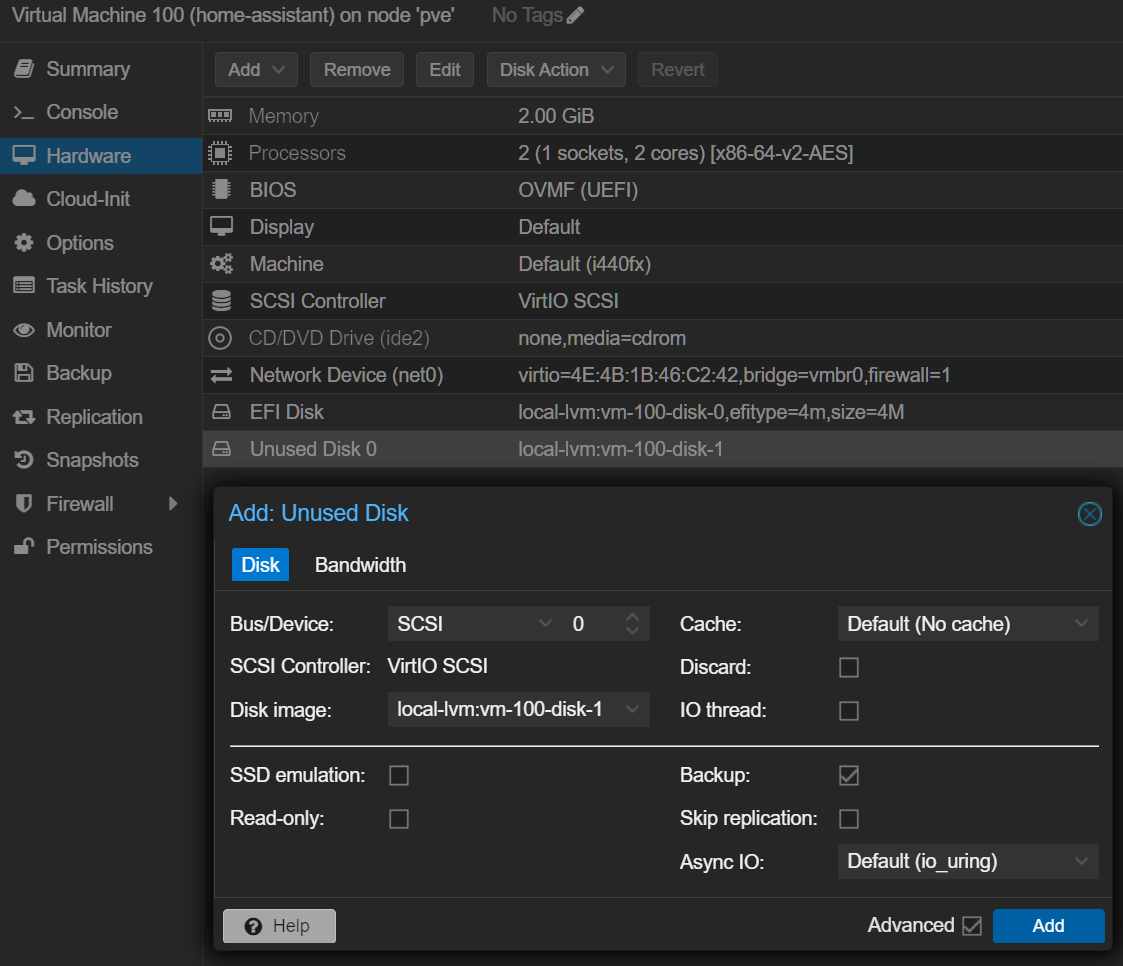 Virtual Machine 100 (home-assistant) on node 'pve' No Tags
Summary
Console
Hardware
Cloud-Init
Options
Task History
Monitor
Backup
Replication
Snapshots
Firewall
Permissions
Add Remove Edit Disk Action Revert
Memory 2.00 GiB
Processors 2 (1 sockets, 2 cores) [x86-64-v2-AES]
BIOS OVMF (UEFI)
Display Default
Machine Default (i440fx)
SCSI Controller VirtIO SCSI
CD/DVD Drive (ide2) none,media=cdrom
Network Device (net0) virtio=4E:4B:1B:46:C2:42,bridge=vmbr0,firewall=1
EFI Disk local-lvm:vm-100-disk-0,efitype=4m,size=4M
Unused Disk 0 local-lvm:vm-100-disk-1
Add: Unused Disk
Disk Bandwidth
Bus/Device: SCSI 0 Cache: Default (No cache)
SCSI Controller: VirtIO SCSI Discard:
Disk image: local-lvm:vm-100-disk-1 IO thread:
SSD emulation: Backup:
Read-only: Skip replication:
Async IO: Default (io_uring)
Help Advanced Add